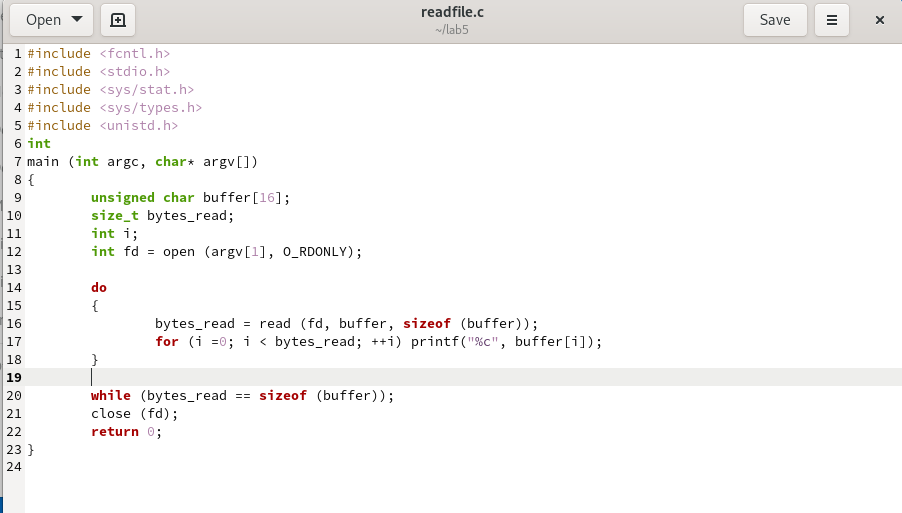 Open
readfile.c
~/lab5
Save
1 #include <fcntl.h>
2 #include <stdio.h>
3 #include <sys/stat.h>
4 #include <sys/types.h>
5 #include <unistd.h>
6 int
7 main (int argc, char* argv[])
8 {
9         unsigned char buffer[16];
10         size_t bytes_read;
11         int i;
12         int fd = open (argv[1], O_RDONLY);
13
14         do
15         {
16                 bytes_read = read (fd, buffer, sizeof (buffer));
17                 for (i =0; i < bytes_read; ++i) printf("%c", buffer[i]);
18         }
19
20         while (bytes_read == sizeof (buffer));
21         close (fd);
22         return 0;
23 }
24